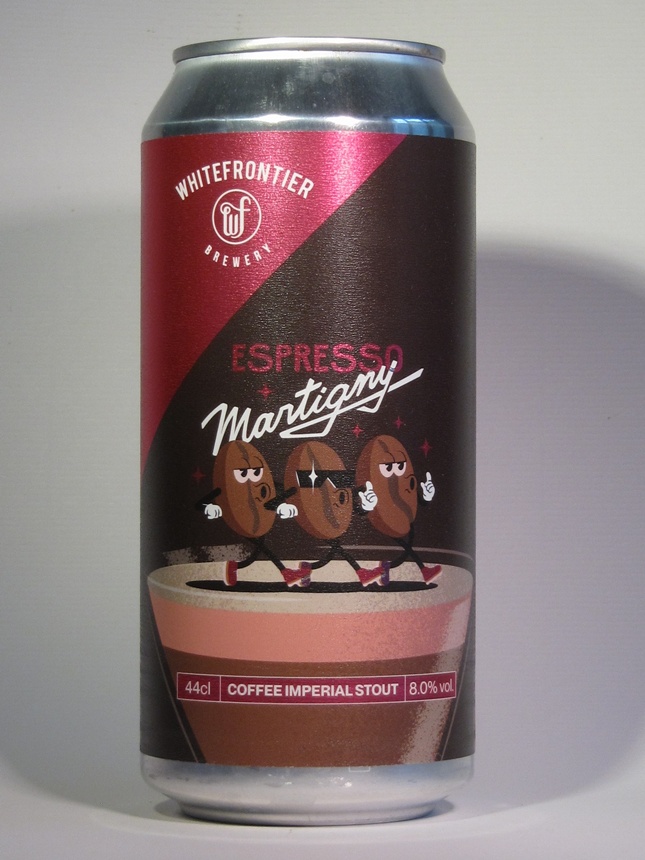 WHITEFRONTIER
wf
BREWERY
ESPRESSO
Martigny
44cl COFFEE IMPERIAL STOUT 8.0% vol.